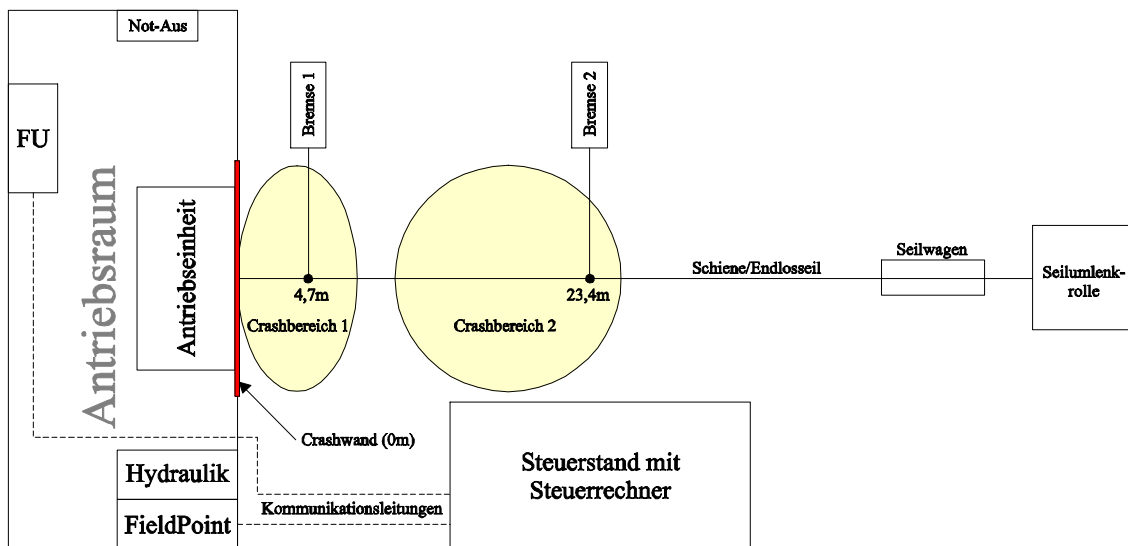 Not-Aus
FU
Antriebsraum
Antriebseinheit
Bremse 1
Bremse 2
4,7m
23,4m
Crashbereich 1
Crashbereich 2
Schiene/Endlosseil
Seilwagen
Seilumlenk-
rolle
Crashwand (0m)
Hydraulik
FieldPoint
Kommunikationsleitungen
Steuerstand mit
Steuerrechner